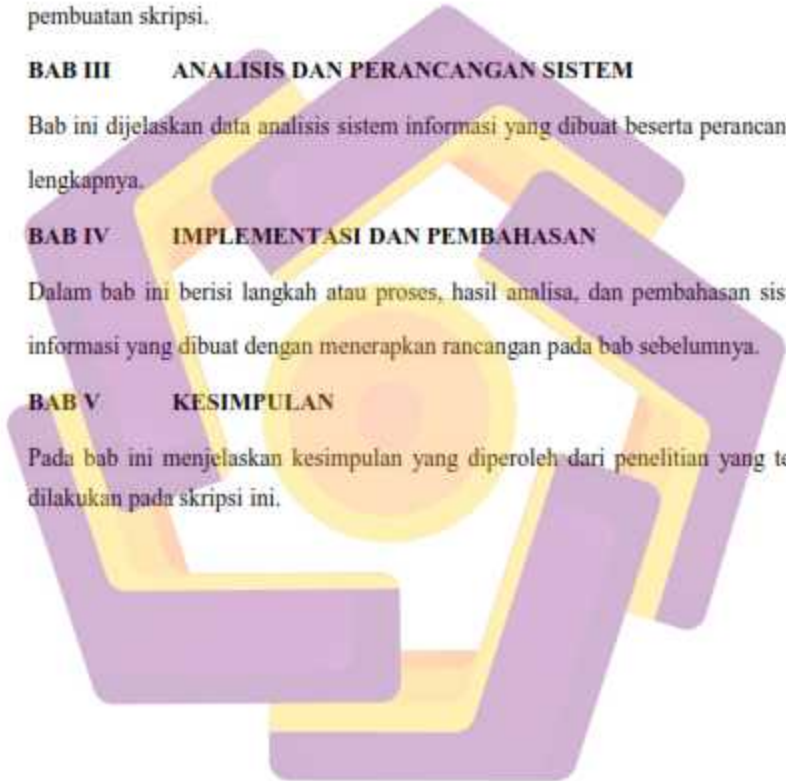 pembuatan skripsi.
BAB III ANALISIS DAN PERANCANGAN SISTEM
Bab ini dijelaskan data analisis sistem informasi yang dibuat beserta perancan
lengkapnya.
BAB IV IMPLEMENTASI DAN PEMBAHASAN
Dalam bab ini berisi langkah atau proses, hasil analisa, dan pembahasan sis
informasi yang dibuat dengan menerapkan rancangan pada bab sebelumnya.
BAB V KESIMPULAN
Pada bab ini menjelaskan kesimpulan yang diperoleh dari penelitian yang te
dilakukan pada skripsi ini.